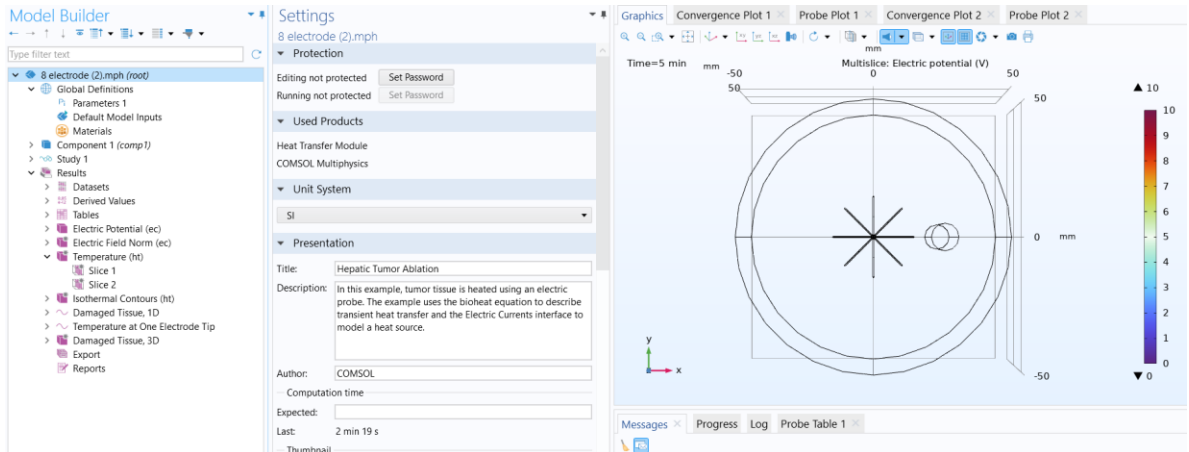 Model Builder
Type filter text
8 electrode (2).mph (root)
Global Definitions
Pi Parameters 1
Default Model Inputs
Materials
Component 1 (comp1)
Study 1
Results
Datasets
Derived Values
Tables
Electric Potential (ec)
Electric Field Norm (ec)
Temperature (ht)
Slice 1
Slice 2
Isothermal Contours (ht)
Damaged Tissue, 1D
Temperature at One Electrode Tip
Damaged Tissue, 3D
Export
Reports
Settings
8 electrode (2).mph
Protection
Editing not protected Set Password
Running not protected Set Password
Used Products
Heat Transfer Module
COMSOL Multiphysics
Unit System
SI
Presentation
Title: Hepatic Tumor Ablation
Description: In this example, tumor tissue is heated using an electric
probe. The example uses the bioheat equation to describe
transient heat transfer and the Electric Currents interface to
model a heat source.
Author: COMSOL
Computation time
Expected:
Last: 2 min 19 s
Thumbnail
Graphics Convergence Plot 1 Probe Plot 1 Convergence Plot 2 Probe Plot 2
mm
Time=5 min mm Multislice: Electric potential (V)
-50 0 50
50 50
0 mm
-50
y
x
▲ 10
10
9
8
7
6
5
4
3
2
1
0
▼ 0
Messages Progress Log Probe Table 1